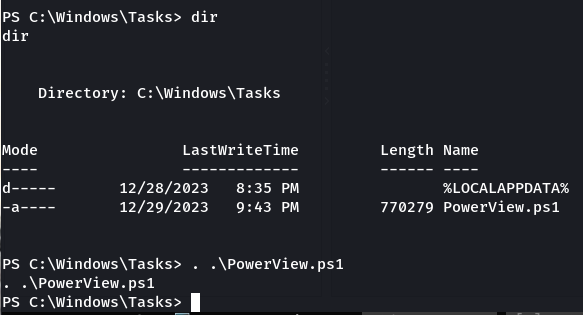 PS C:\Windows\Tasks> dir
dir
Directory: C:\Windows\Tasks
Mode LastWriteTime Length Name
---- ------------- ------ ----
d----- 12/28/2023 8:35 PM %LOCALAPPDATA%
-a---- 12/29/2023 9:43 PM 770279 PowerView.ps1
PS C:\Windows\Tasks> . .\PowerView.ps1
. .\PowerView.ps1
PS C:\Windows\Tasks>